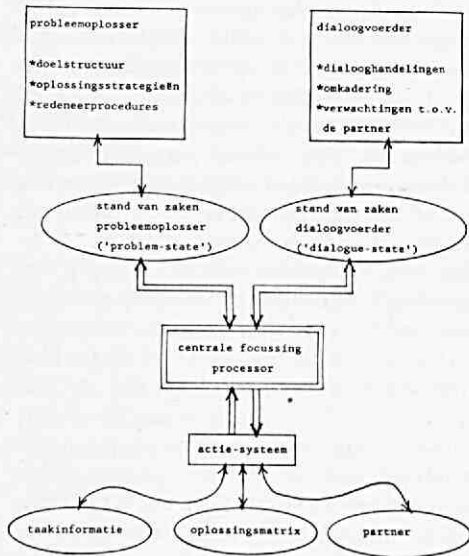 probleemoplosser
*doelstructuur
*oplossingsstrategieën
*redeneerprocedures
dialoogvoerder
*dialooghandelingen
*omkadering
*verwachtingen t.o.v.
de partner
stand van zaken
probleemoplosser
('problem-state')
stand van zaken
dialoogvoerder
('dialogue-state')
centrale focussing
processor
actie-systeem
taakinformatie
oplossingsmatrix
partner